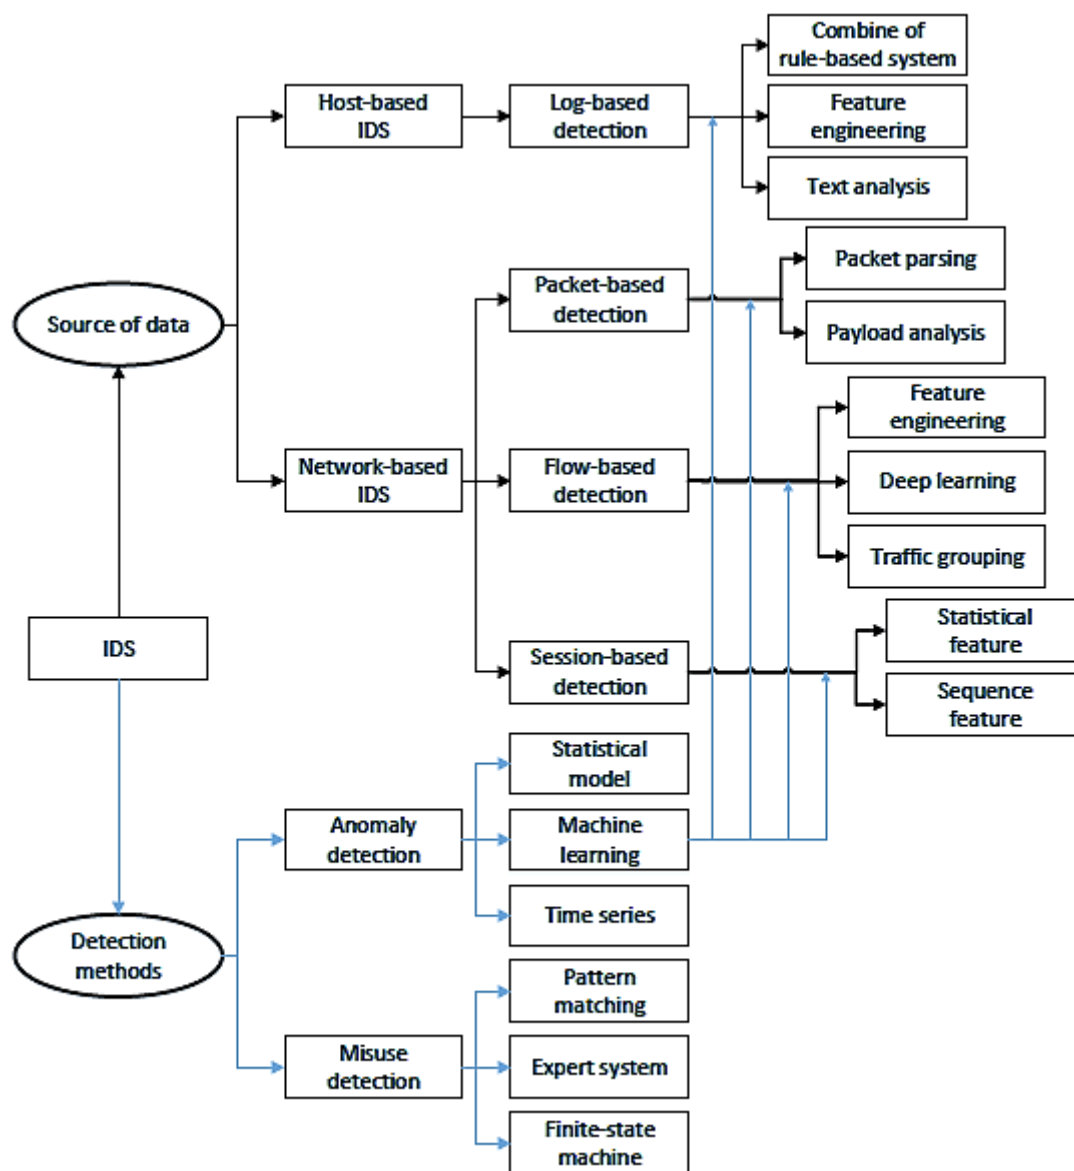 Combine of
rule-based system
Host-based
IDS
Log-based
detection
Feature
engineering
Text analysis
Packet parsing
Packet-based
detection
Source of data
Payload analysis
Feature
engineering
Network-based
IDS
Flow-based
detection
Deep learning
Traffic grouping
Statistical
feature
IDS
Session-based
detection
Sequence
feature
Statistical
model
Anomaly
detection
Machine
learning
Time series
Detection
methods
Pattern
matching
Misuse
detection
Expert system
Finite-state
machine